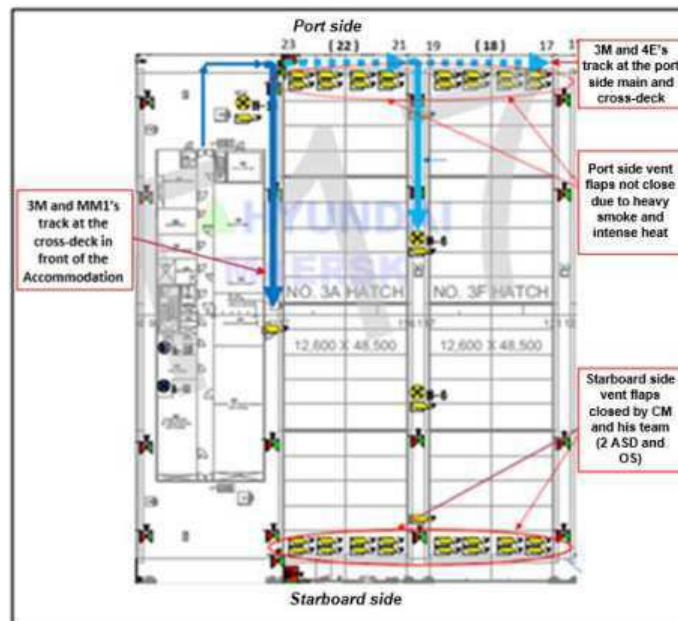 Port side
23 (22) 21 19 (18) 17
3M and 4E's
track at the port
side main and
cross-deck
Port side vent
flaps not close
due to heavy
smoke and
intense heat
3M and MM1's
track at the
cross-deck in
front of the
Accommodation
HYUNDAI
NO. 3A HATCH
NO. 3F HATCH
12,600 X 48,500
12,600 X 48,500
Starboard side
vent flaps
closed by CM
and his team
(2 ASD and
OS)
Starboard side